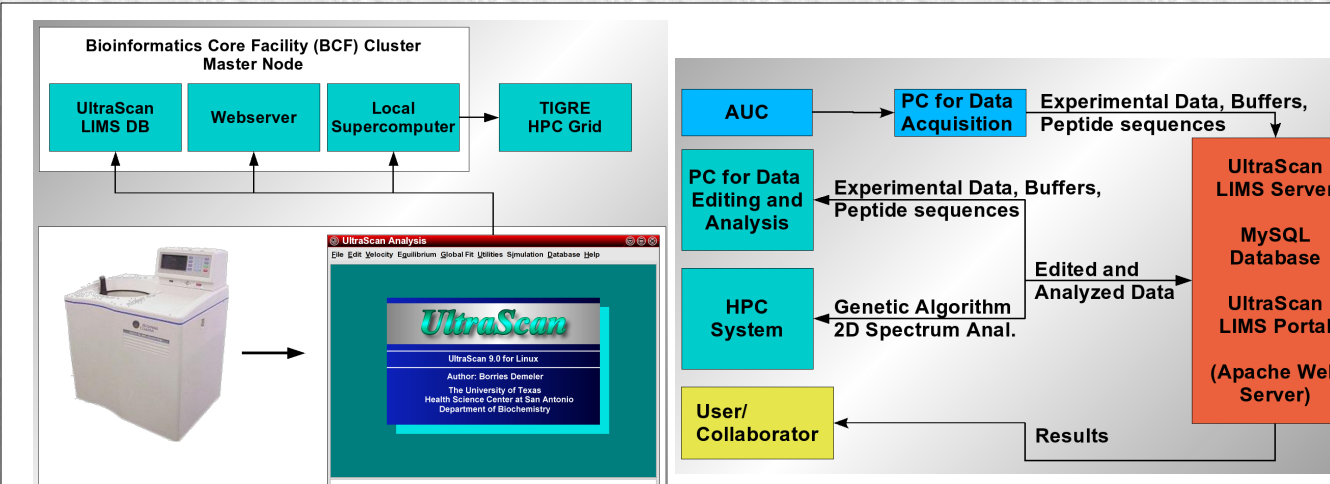 Bioinformatics Core Facility (BCF) Cluster
Master Node
UltraScan
LIMS DB
Webserver
Local
Supercomputer
TIGRE
HPC Grid
UltraScan Analysis
File Edit Velocity Equilibrium Global Fit Utilities Simulation Database Help
UltraScan
UltraScan 9.0 for Linux
Author: Borries Demeler
The University of Texas
Health Science Center at San Antonio
Department of Biochemistry
AUC
PC for Data
Acquisition
Experimental Data, Buffers,
Peptide sequences
PC for Data
Editing and
Analysis
Experimental Data, Buffers,
Peptide sequences
HPC
System
Genetic Algorithm
2D Spectrum Anal.
Edited and
Analyzed Data
UltraScan
LIMS Server
MySQL
Database
UltraScan
LIMS Portal
(Apache We
Server)
User/
Collaborator
Results